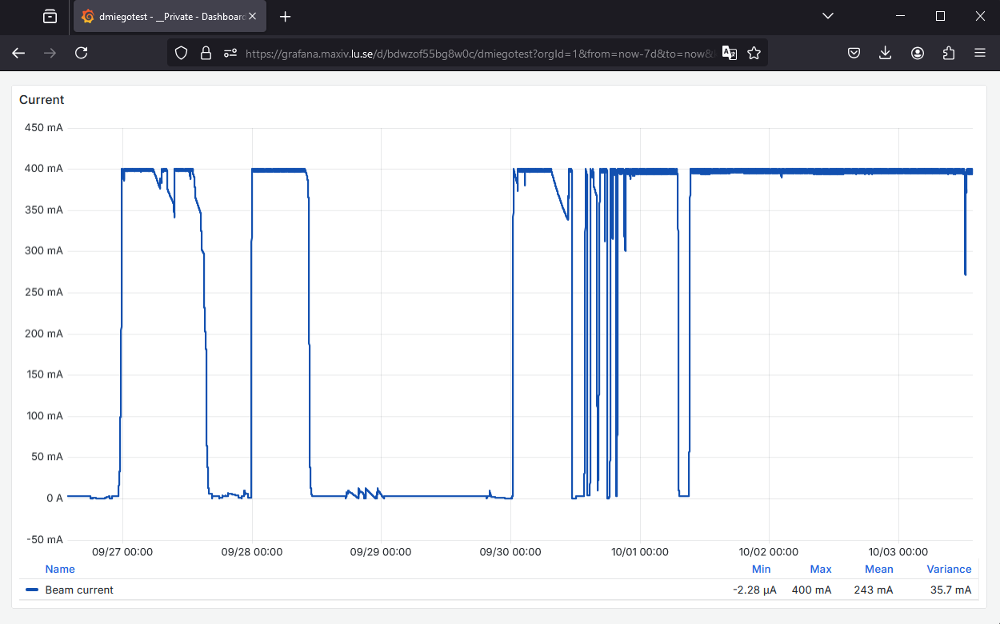 dmiegotest - __Private - Dashboard
https://grafana.maxiv.lu.se/d/bdwzof55bg8w0c/dmiegotest?orgId=1&from=now-7d&to=now&
Current
450 mA
400 mA
350 mA
300 mA
250 mA
200 mA
150 mA
100 mA
50 mA
0 A
-50 mA
09/27 00:00 09/28 00:00 09/29 00:00 09/30 00:00 10/01 00:00 10/02 00:00 10/03 00:00
Name Min Max Mean Variance
Beam current -2.28 µA 400 mA 243 mA 35.7 mA